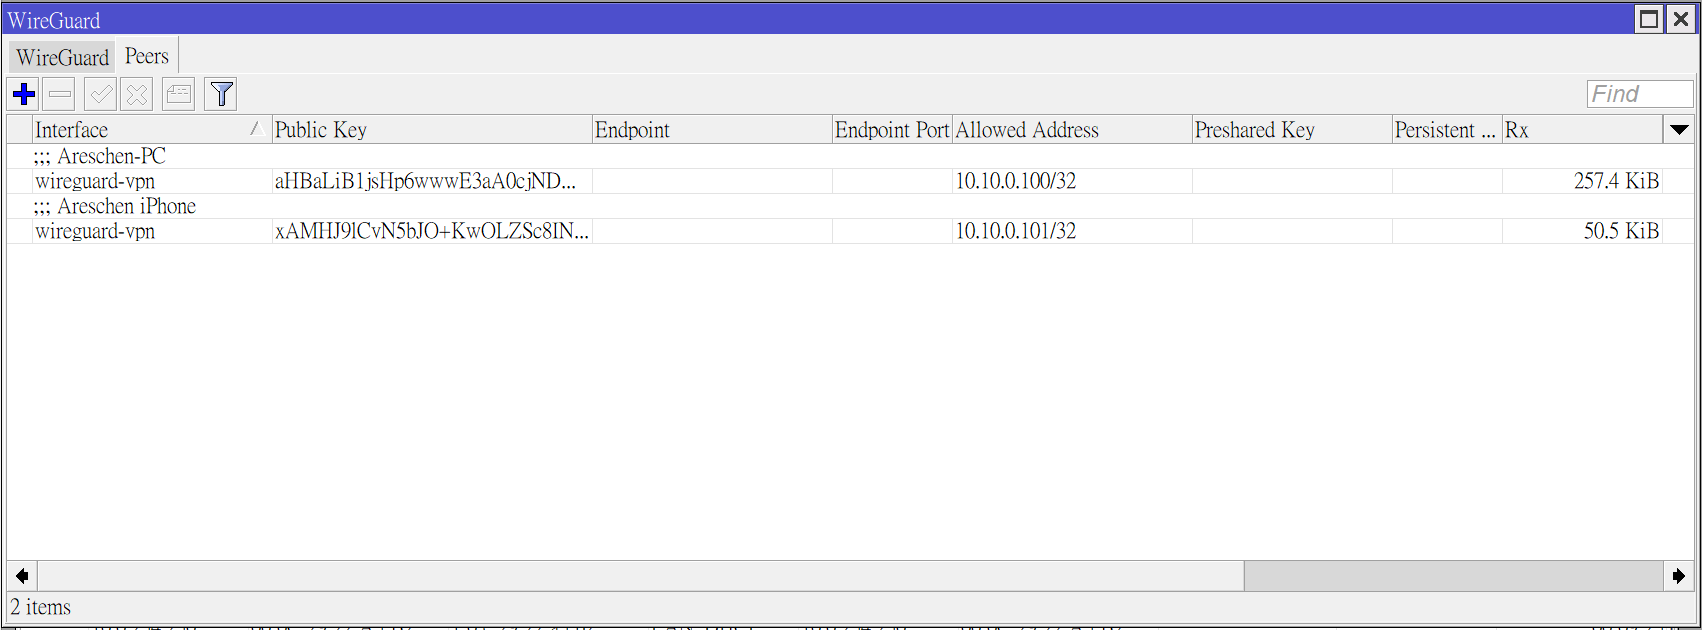 WireGuard
WireGuard Peers
Find
Interface Public Key Endpoint Endpoint Port Allowed Address Preshared Key Persistent ... Rx
;;; Areschen-PC
wireguard-vpn aHBaLiB1jsHp6wwwE3aA0cjND... 10.10.0.100/32 257.4 KiB
;;; Areschen iPhone
wireguard-vpn xAMHJ9lCvN5bJO+KwOLZSc8IN... 10.10.0.101/32 50.5 KiB
2 items